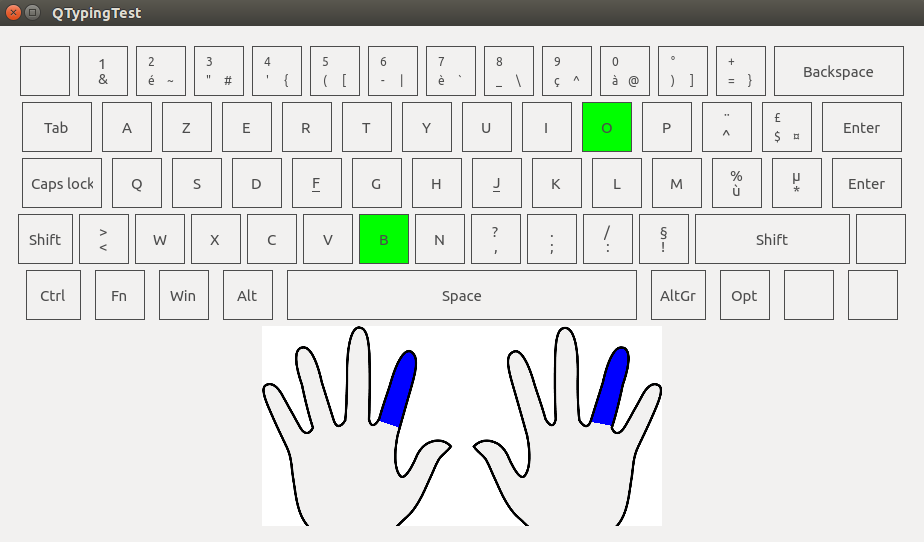 QTypingTest
1 2 3 4 5 6 7 8 9 0 ° +
& é ~ " # ' { ( [ - | è ` _ \ ç ^ à @ ) ] = } Backspace
Tab A Z E R T Y U I O P ¨ ^ £ $ ¤ Enter
Caps lock Q S D F G H J K L M % ù µ * Enter
Shift > < W X C V B N ? , . ; / : § ! Shift
Ctrl Fn Win Alt Space AltGr Opt